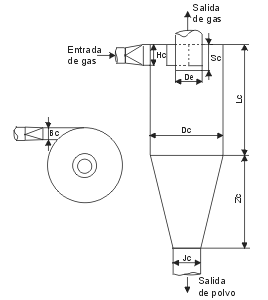 Salida
de gas
Entrada
de gas
Hc
Sc
De
Lc
Bc
Dc
Zc
Jc
Salida
de polvo